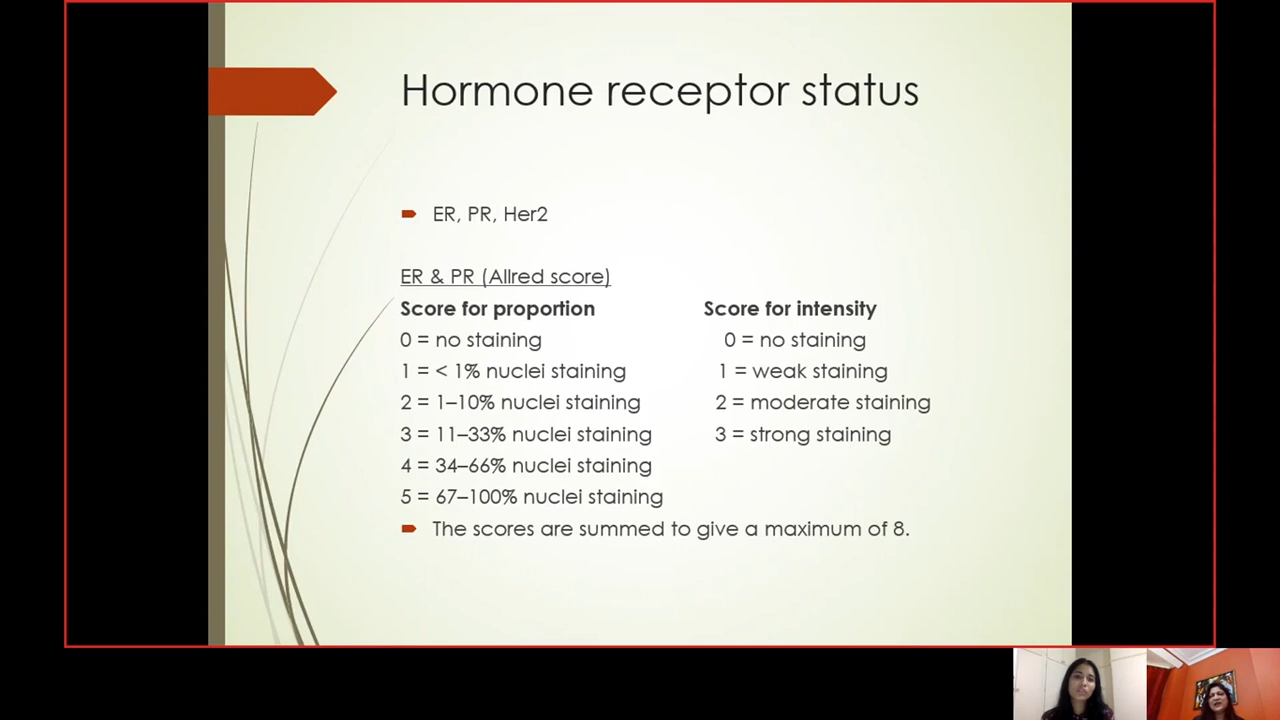 Hormone receptor status
ER, PR, Her2
ER & PR (Allred score)
Score for proportion Score for intensity
0 = no staining 0 = no staining
1 = < 1% nuclei staining 1 = weak staining
2 = 1–10% nuclei staining 2 = moderate staining
3 = 11–33% nuclei staining 3 = strong staining
4 = 34–66% nuclei staining
5 = 67–100% nuclei staining
The scores are summed to give a maximum of 8.